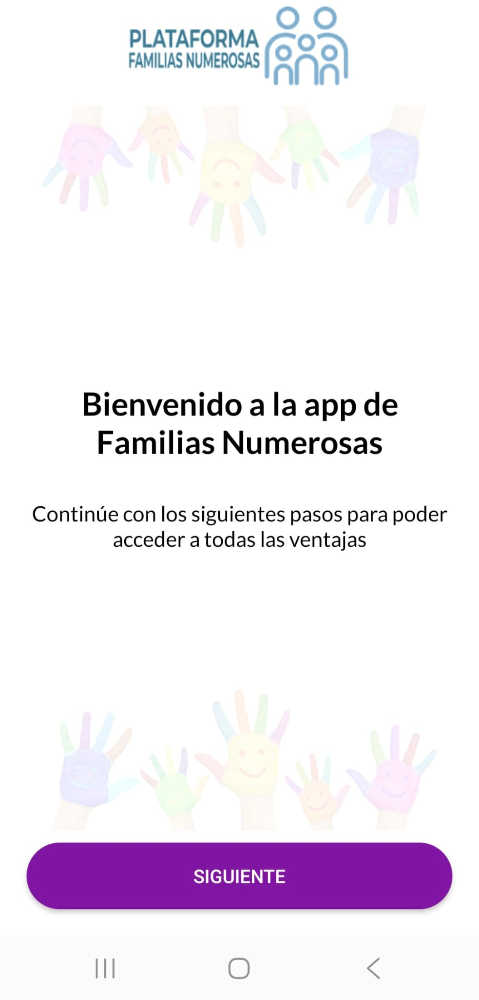 PLATAFORMA
FAMILIAS NUMEROSAS
Bienvenido a la app de
Familias Numerosas
Continúe con los siguientes pasos para poder
acceder a todas las ventajas
SIGUIENTE